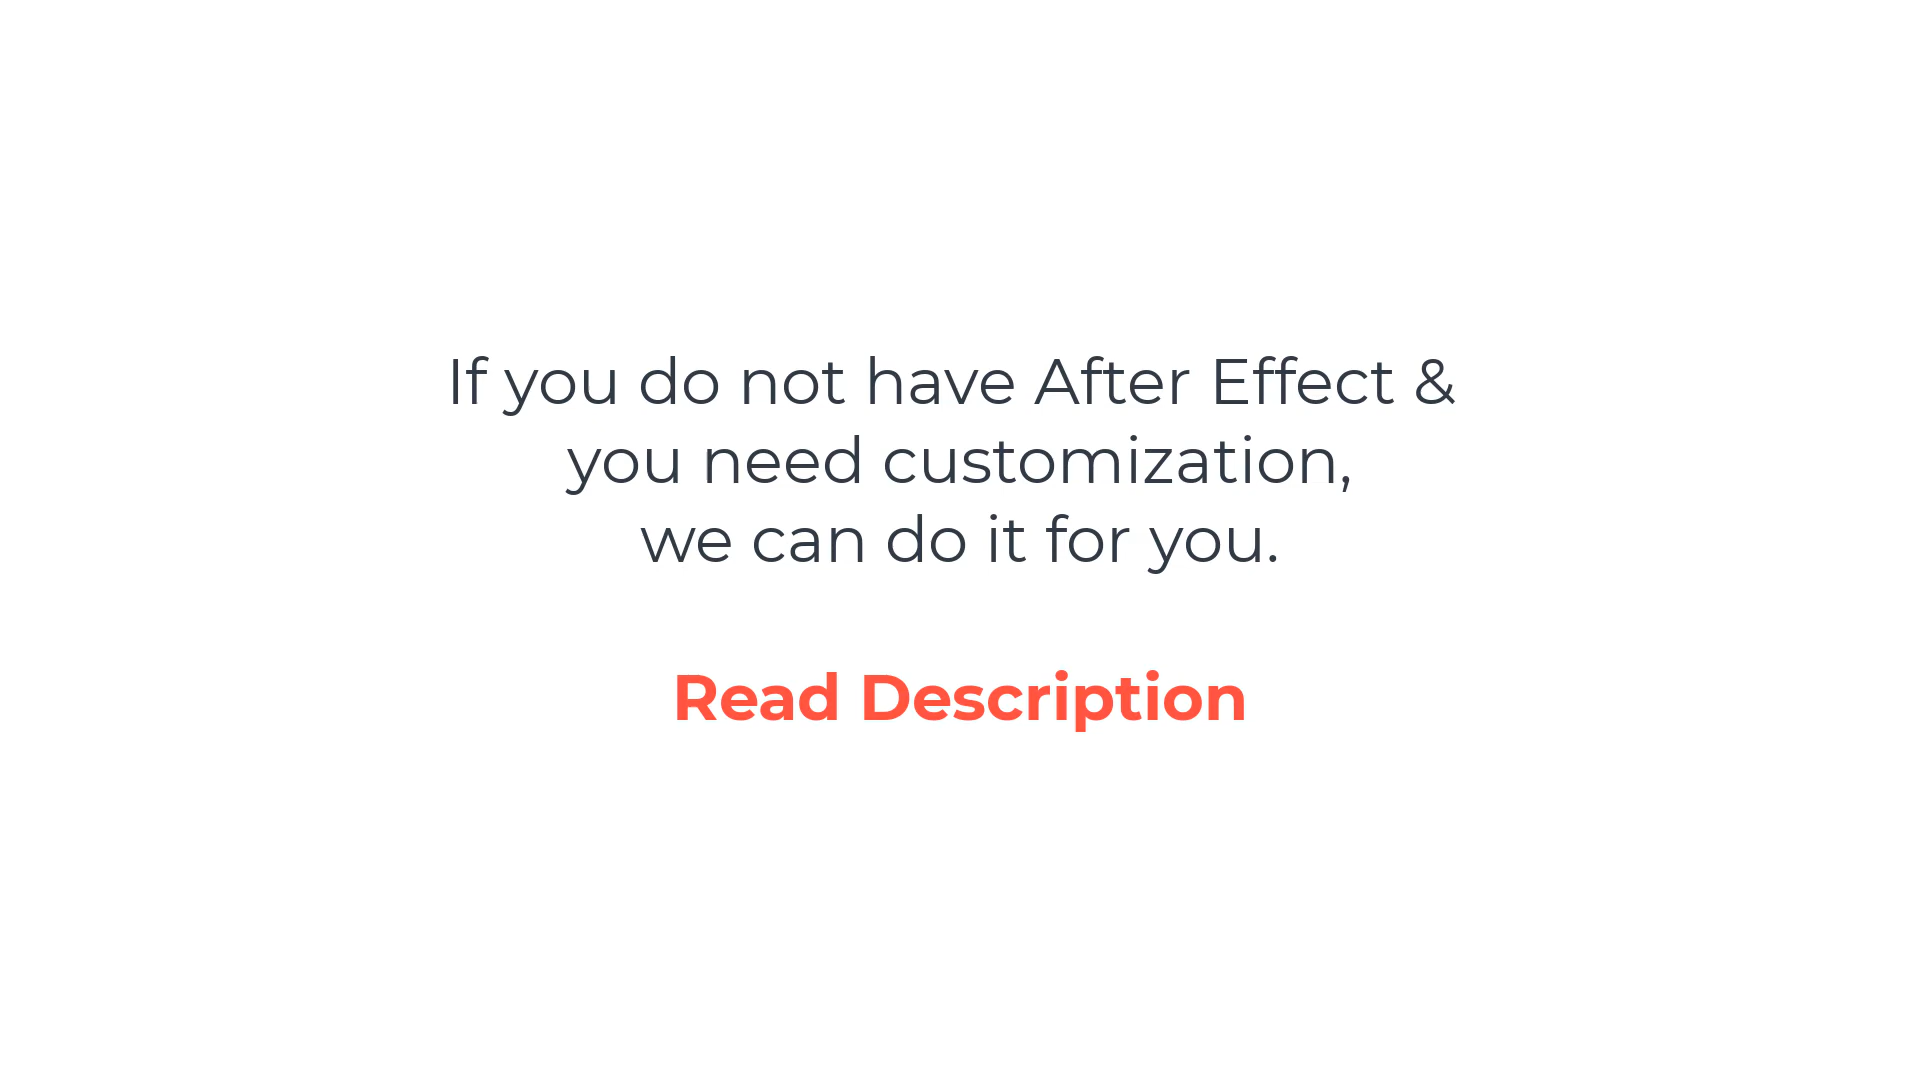 If you do not have After Effect &
you need customization,
we can do it for you.
Read Description